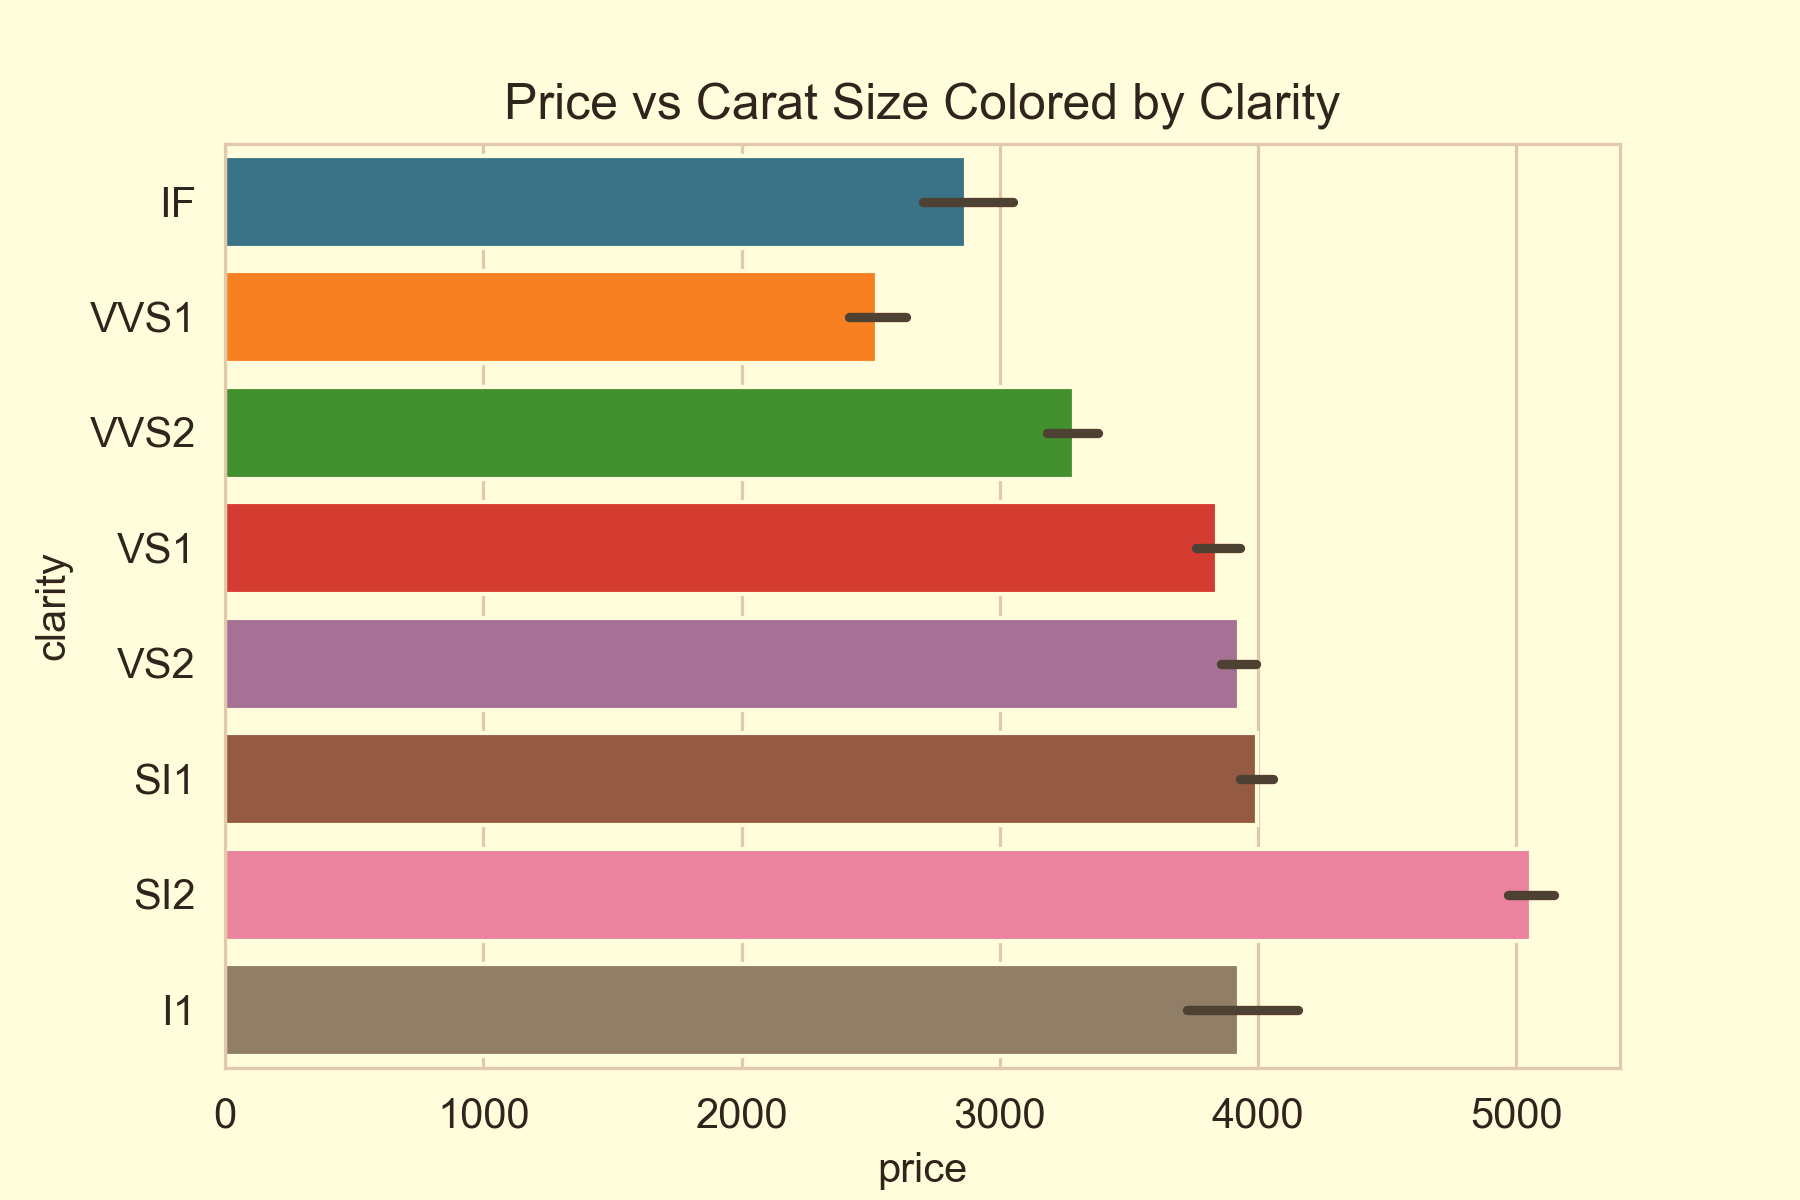 Price vs Carat Size Colored by Clarity
IF
VVS1
VVS2
VS1
VS2
SI1
SI2
I1
clarity
0 1000 2000 3000 4000 5000
price